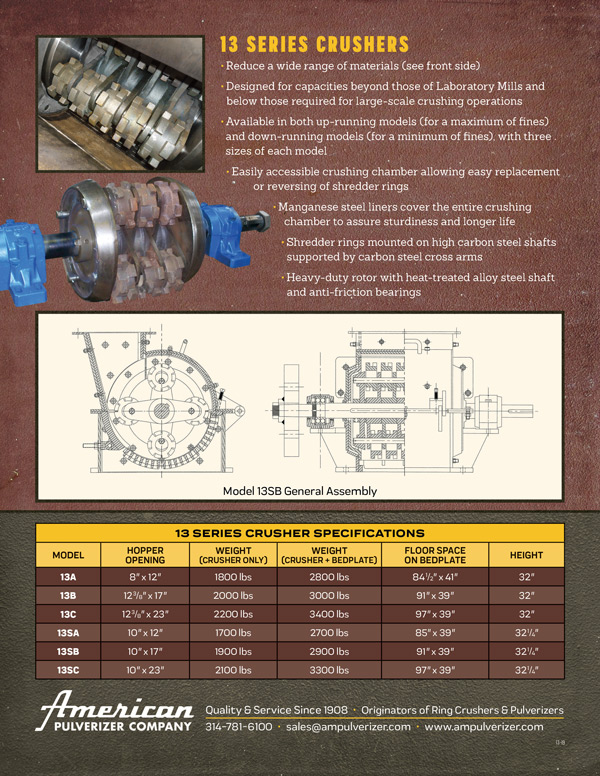 13 SERIES CRUSHERS
· Reduce a wide range of materials (see front side)
· Designed for capacities beyond those of Laboratory Mills and
below those required for large-scale crushing operations
· Available in both up-running models (for a maximum of fines)
and down-running models (for a minimum of fines), with three
sizes of each model
· Easily accessible crushing chamber allowing easy replacement
or reversing of shredder rings
· Manganese steel liners cover the entire crushing
chamber to assure sturdiness and longer life
· Shredder rings mounted on high carbon steel shafts
supported by carbon steel cross arms
· Heavy-duty rotor with heat-treated alloy steel shaft
and anti-friction bearings
Model 13SB General Assembly
13 SERIES CRUSHER SPECIFICATIONS
MODEL HOPPER OPENING WEIGHT (CRUSHER ONLY) WEIGHT (CRUSHER + BEDPLATE) FLOOR SPACE ON BEDPLATE HEIGHT
13A 8" x 12" 1800 lbs 2800 lbs 84 1/2" x 41" 32"
13B 12 3/8" x 17" 2000 lbs 3000 lbs 91" x 39" 32"
13C 12 3/8" x 23" 2200 lbs 3400 lbs 97" x 39" 32"
13SA 10" x 12" 1700 lbs 2700 lbs 85" x 39" 32 1/4"
13SB 10" x 17" 1900 lbs 2900 lbs 91" x 39" 32 1/4"
13SC 10" x 23" 2100 lbs 3300 lbs 97" x 39" 32 1/4"
American
PULVERIZER COMPANY
Quality & Service Since 1908 · Originators of Ring Crushers & Pulverizers
314-781-6100 · sales@ampulverizer.com · www.ampulverizer.com